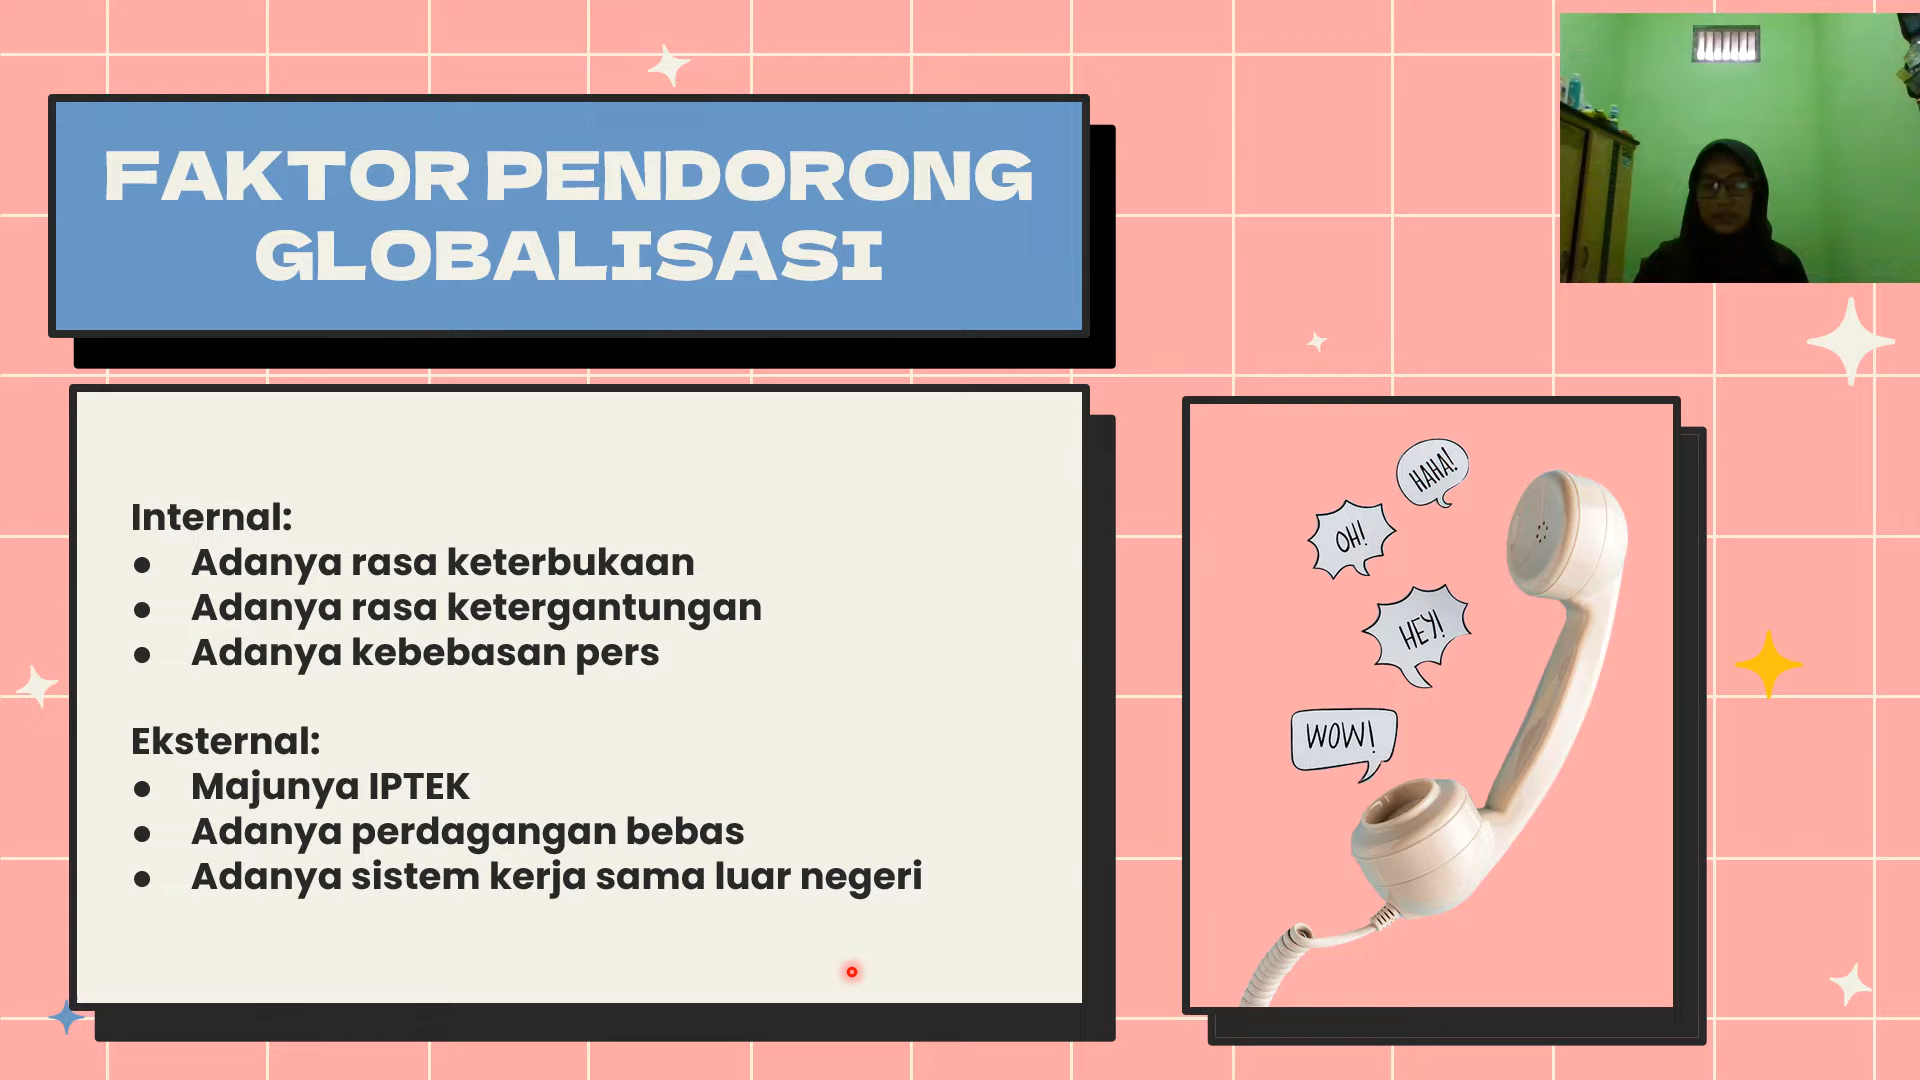 FAKTOR PENDORONG
GLOBALISASI
Internal:
● Adanya rasa keterbukaan
● Adanya rasa ketergantungan
● Adanya kebebasan pers
Eksternal:
● Majunya IPTEK
● Adanya perdagangan bebas
● Adanya sistem kerja sama luar negeri
HAHA!
OH!
HEY!
WOW!